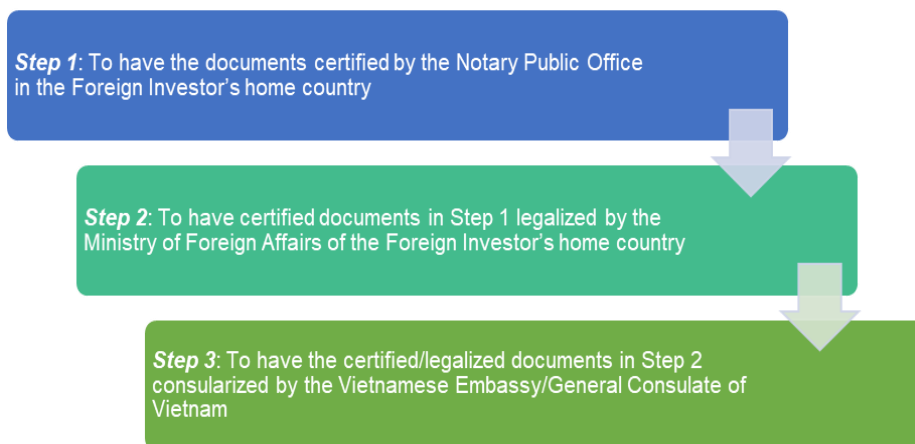 Step 1: To have the documents certified by the Notary Public Office
in the Foreign Investor's home country
Step 2: To have certified documents in Step 1 legalized by the
Ministry of Foreign Affairs of the Foreign Investor's home country
Step 3: To have the certified/legalized documents in Step 2
consularized by the Vietnamese Embassy/General Consulate of
Vietnam